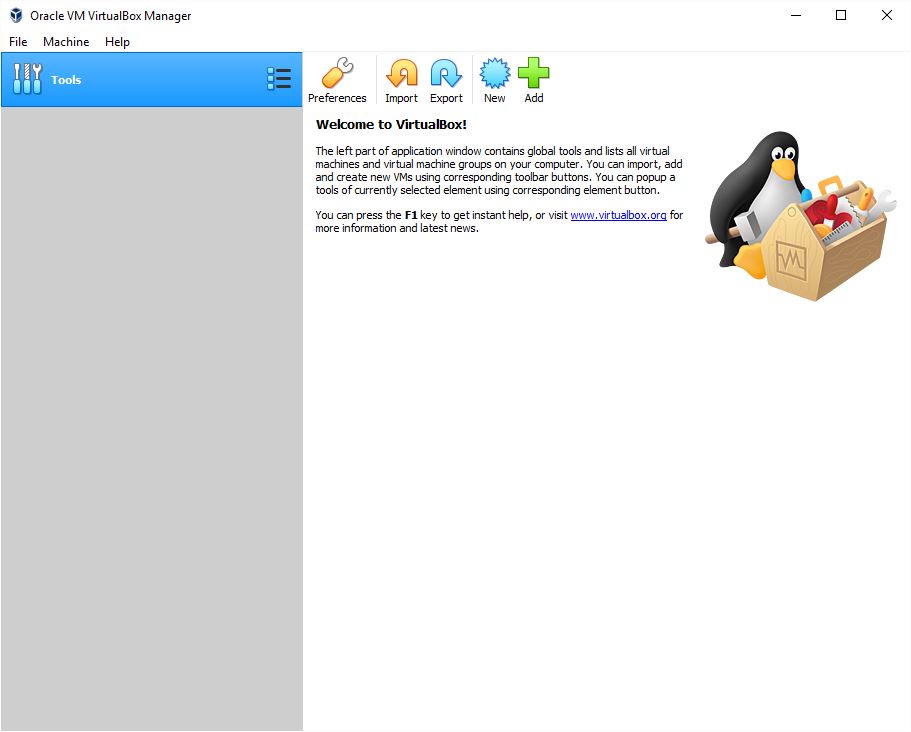 Oracle VM VirtualBox Manager
File Machine Help
Tools
Preferences Import Export New Add
Welcome to VirtualBox!
The left part of application window contains global tools and lists all virtual
machines and virtual machine groups on your computer. You can import, add
and create new VMs using corresponding toolbar buttons. You can popup a
tools of currently selected element using corresponding element button.
You can press the F1 key to get instant help, or visit www.virtualbox.org for
more information and latest news.